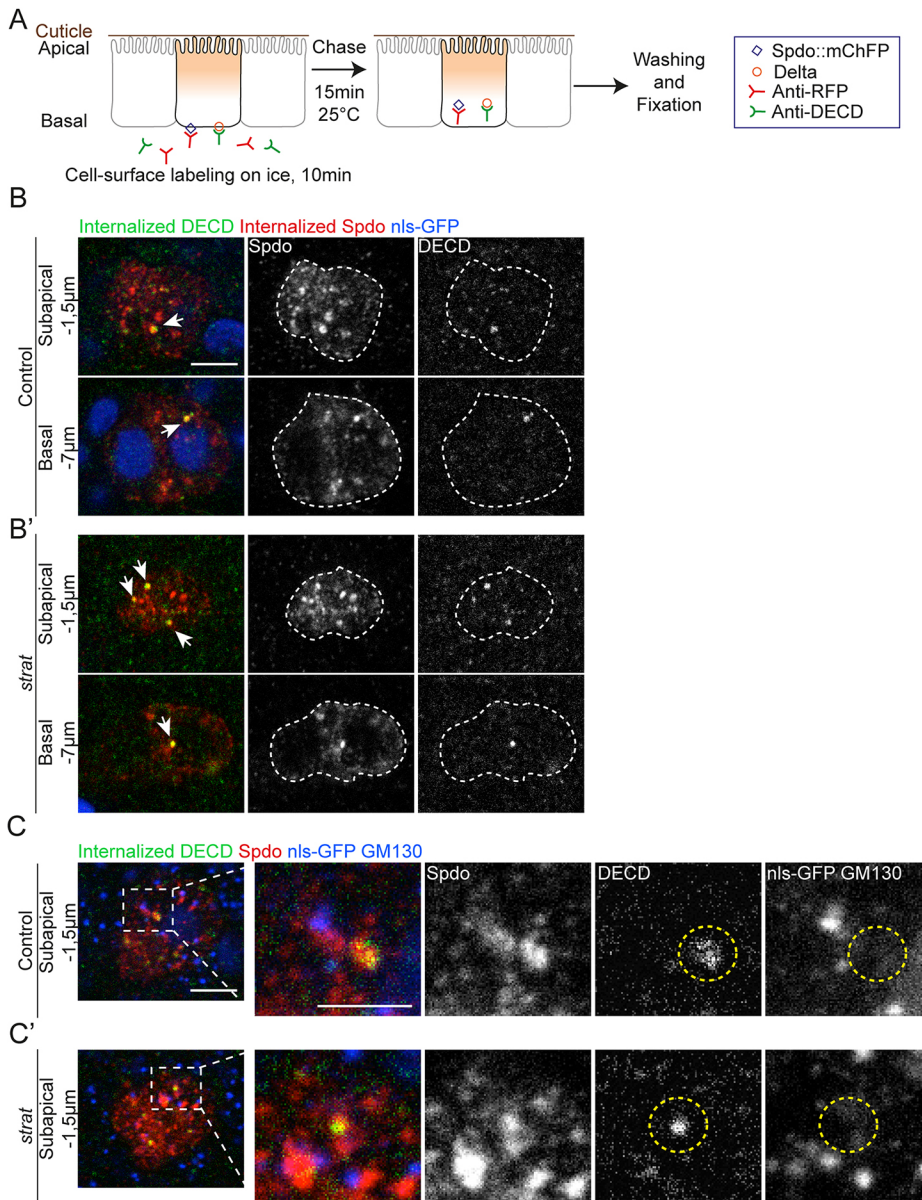 A
Cuticle
Apical
Basal
Chase
15min
25°C
Washing
and
Fixation
Spdo::mChFP
Delta
Anti-RFP
Anti-DECD
Cell-surface labeling on ice, 10min
B
Internalized DECD Internalized Spdo nls-GFP
Control
Subapical
-1,5µm
Spdo
DECD
Basal
-7µm
B'
strat
Subapical
-1,5µm
Basal
-7µm
C
Internalized DECD Spdo nls-GFP GM130
Control
Subapical
-1,5µm
Spdo
DECD
nls-GFP GM130
C'
strat
Subapical
-1,5µm